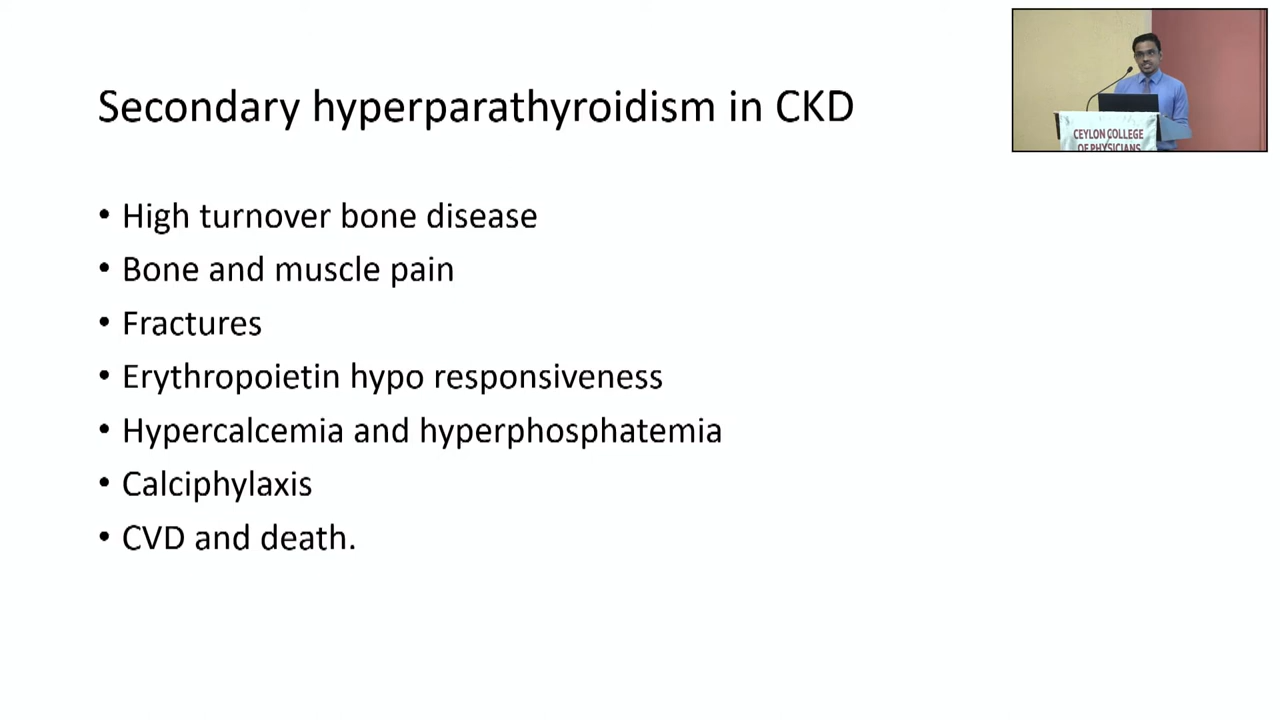 Secondary hyperparathyroidism in CKD
CEYLON COLLEGE
OF PHYSICIANS
• High turnover bone disease
• Bone and muscle pain
• Fractures
• Erythropoietin hypo responsiveness
• Hypercalcemia and hyperphosphatemia
• Calciphylaxis
• CVD and death.